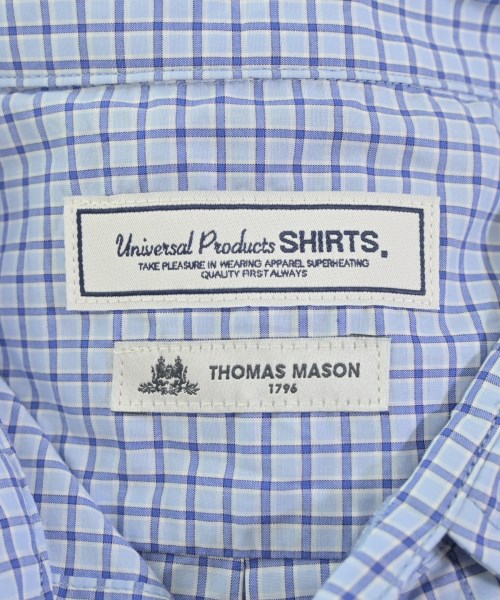 Universal Products SHIRTS.
TAKE PLEASURE IN WEARING APPAREL SUPERHEATING
QUALITY FIRST ALWAYS
THOMAS MASON
1796